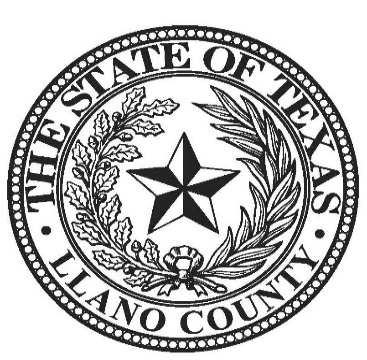 THE STATE OF TEXAS
• LLANO COUNTY •